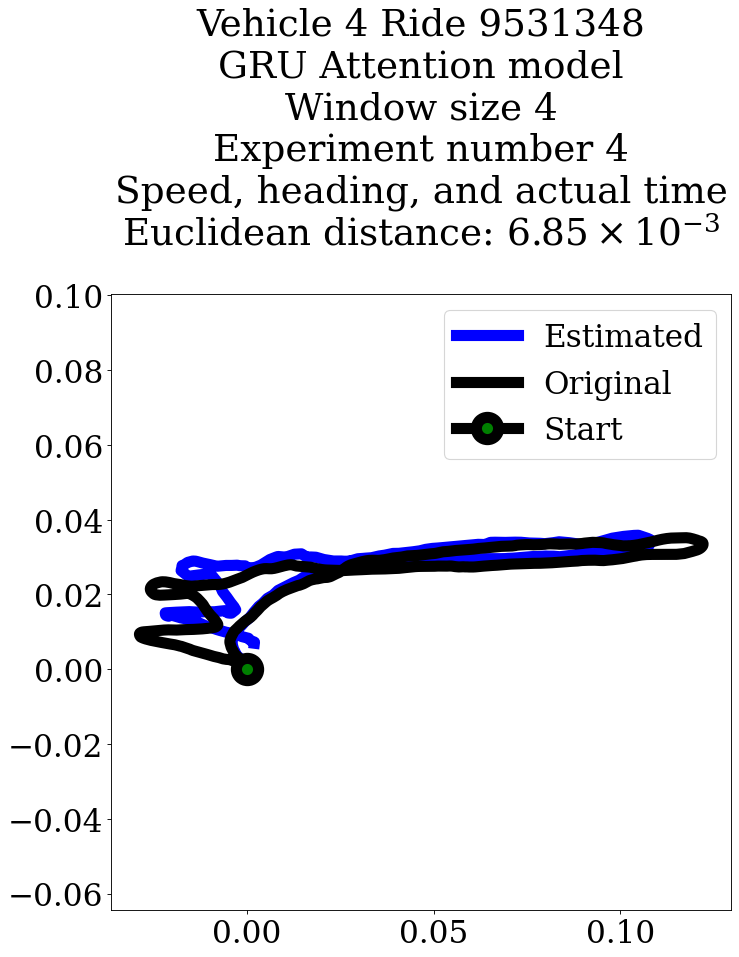 Vehicle 4 Ride 9531348
GRU Attention model
Window size 4
Experiment number 4
Speed, heading, and actual time
Euclidean distance: 6.85 × 10⁻³
Estimated
Original
Start
0.10
0.08
0.06
0.04
0.02
0.00
−0.02
−0.04
−0.06
0.00 0.05 0.10